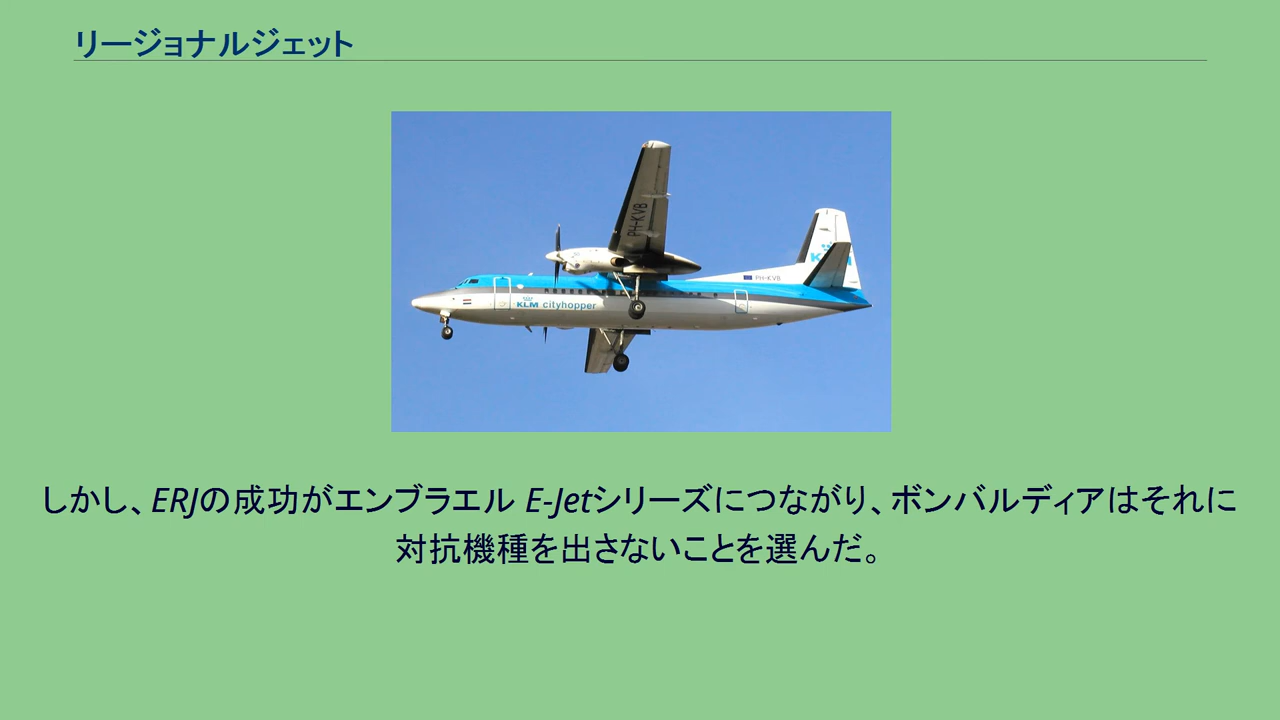 リージョナルジェット
PH-KVB
KLM
PH-KVB
KLM cityhopper
しかし、ERJの成功がエンブラエル E-Jetシリーズにつながり、ボンバルディアはそれに
対抗機種を出さないことを選んだ。